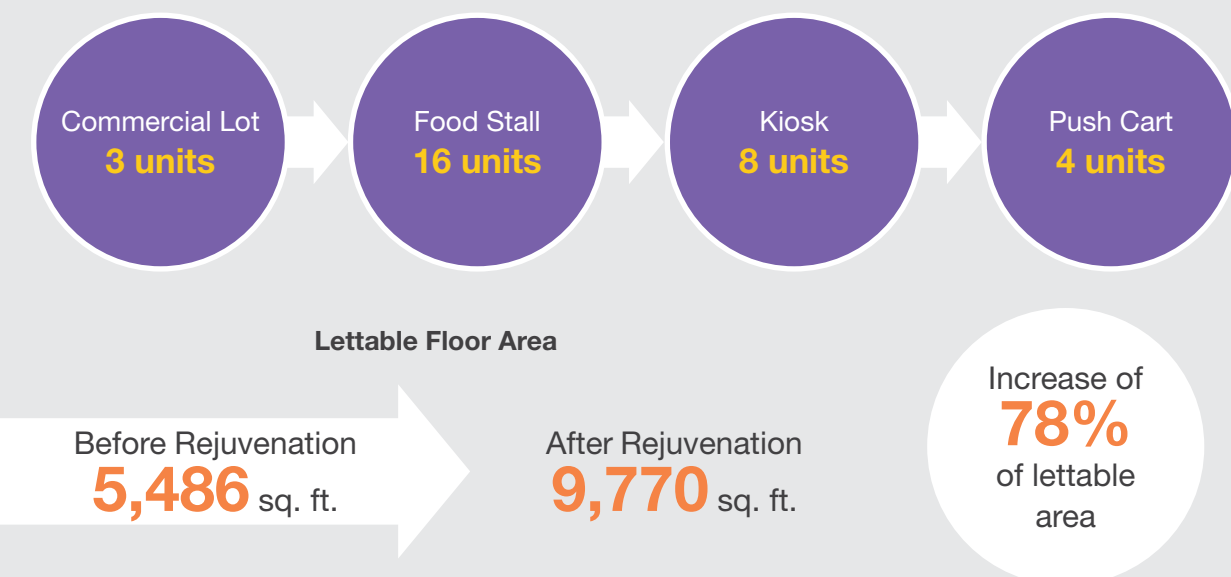 Commercial Lot
3 units
Food Stall
16 units
Kiosk
8 units
Push Cart
4 units
Lettable Floor Area
Before Rejuvenation
5,486 sq. ft.
After Rejuvenation
9,770 sq. ft.
Increase of
78%
of lettable
area